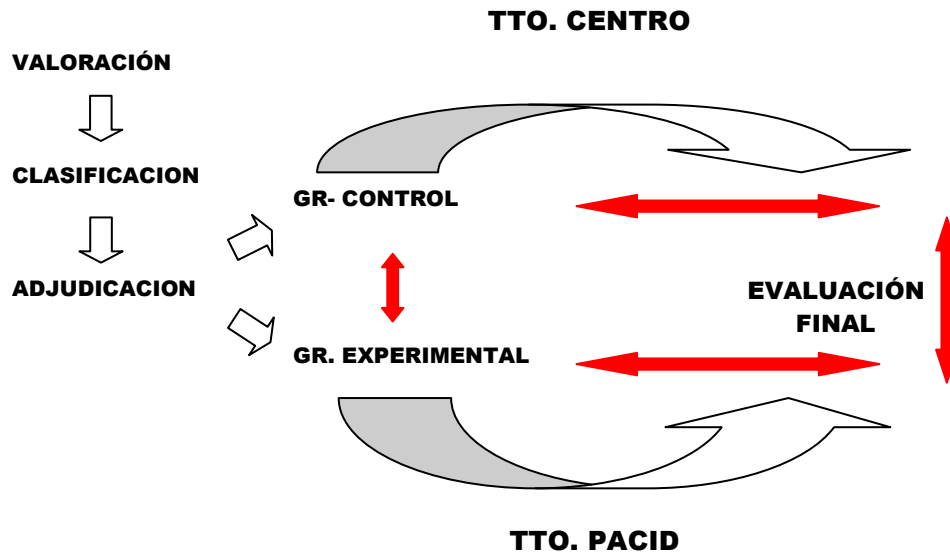 TTO. CENTRO
VALORACIÓN
CLASIFICACION
GR- CONTROL
ADJUDICACION
EVALUACIÓN
FINAL
GR. EXPERIMENTAL
TTO. PACID